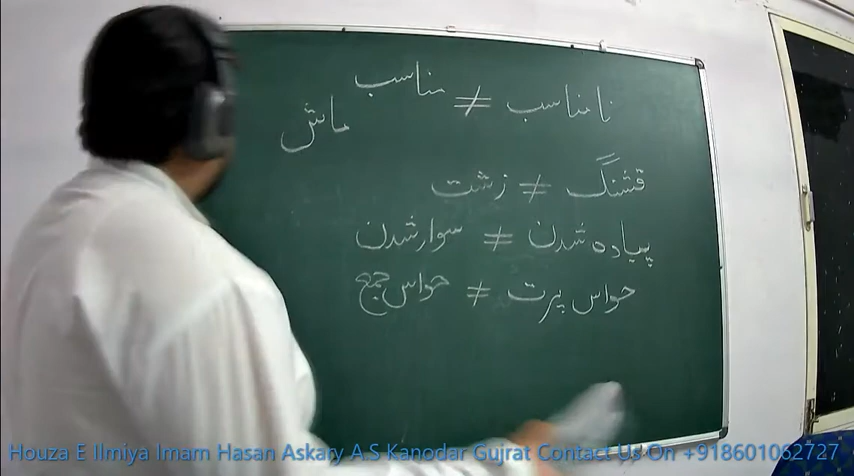 نامناسب ≠ مناسب
ماش
قشنگ ≠ زشت
پیاده شدن ≠ سوار شدن
حواس پرت ≠ حواس جمع
Houza E Ilmiya Imam Hasan Askary A.S Kanodar Gujrat Contact Us On +918601062727